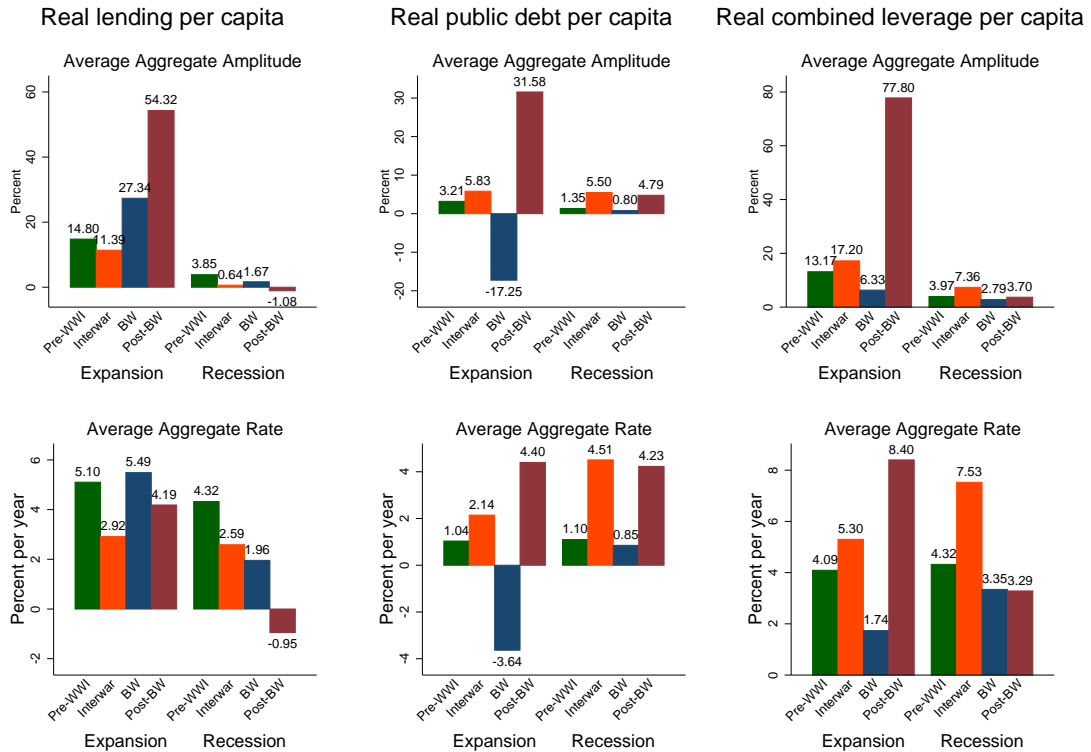 Real lending per capita
Real public debt per capita
Real combined leverage per capita
Average Aggregate Amplitude
Percent
60
40
20
0
14.80
11.39
27.34
54.32
3.85
0.64
1.67
-1.08
Pre-WWI
Interwar
BW
Post-BW
Pre-WWI
Interwar
BW
Post-BW
Expansion
Recession
Average Aggregate Amplitude
Percent
30
20
10
0
-10
-20
3.21
5.83
-17.25
31.58
1.35
5.50
0.80
4.79
Pre-WWI
Interwar
BW
Post-BW
Pre-WWI
Interwar
BW
Post-BW
Expansion
Recession
Average Aggregate Amplitude
Percent
80
60
40
20
0
13.17
17.20
6.33
77.80
3.97
7.36
2.79
3.70
Pre-WWI
Interwar
BW
Post-BW
Pre-WWI
Interwar
BW
Post-BW
Expansion
Recession
Average Aggregate Rate
Percent per year
6
4
2
0
-2
5.10
2.92
5.49
4.19
4.32
2.59
1.96
-0.95
Pre-WWI
Interwar
BW
Post-BW
Pre-WWI
Interwar
BW
Post-BW
Expansion
Recession
Average Aggregate Rate
Percent per year
4
2
0
-2
-4
1.04
2.14
-3.64
4.40
1.10
4.51
0.85
4.23
Pre-WWI
Interwar
BW
Post-BW
Pre-WWI
Interwar
BW
Post-BW
Expansion
Recession
Average Aggregate Rate
Percent per year
8
6
4
2
0
4.09
5.30
1.74
8.40
4.32
7.53
3.35
3.29
Pre-WWI
Interwar
BW
Post-BW
Pre-WWI
Interwar
BW
Post-BW
Expansion
Recession